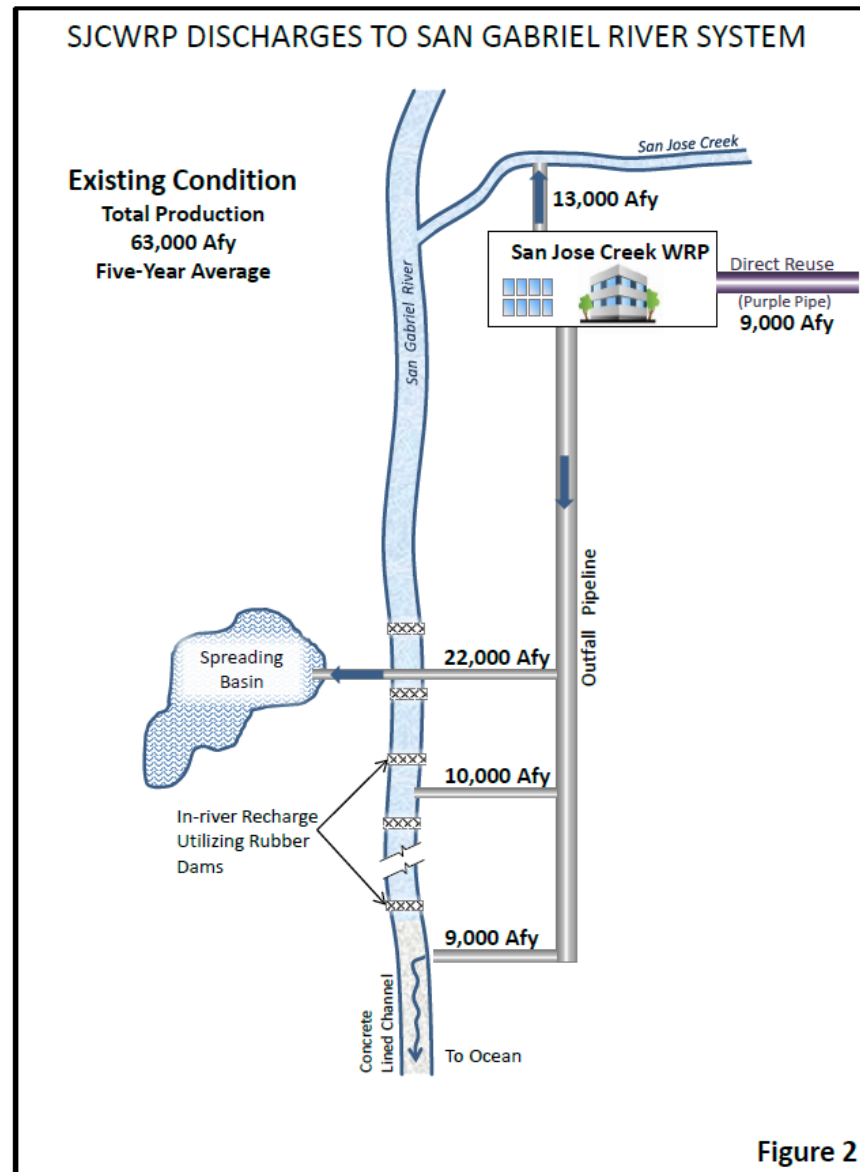 SJCWRP DISCHARGES TO SAN GABRIEL RIVER SYSTEM
San Jose Creek
Existing Condition
Total Production
63,000 Afy
Five-Year Average
13,000 Afy
San Jose Creek WRP
Direct Reuse
(Purple Pipe)
9,000 Afy
San Gabriel River
Outfall Pipeline
22,000 Afy
Spreading
Basin
10,000 Afy
In-river Recharge
Utilizing Rubber
Dams
9,000 Afy
Concrete
Lined Channel
To Ocean
Figure 2